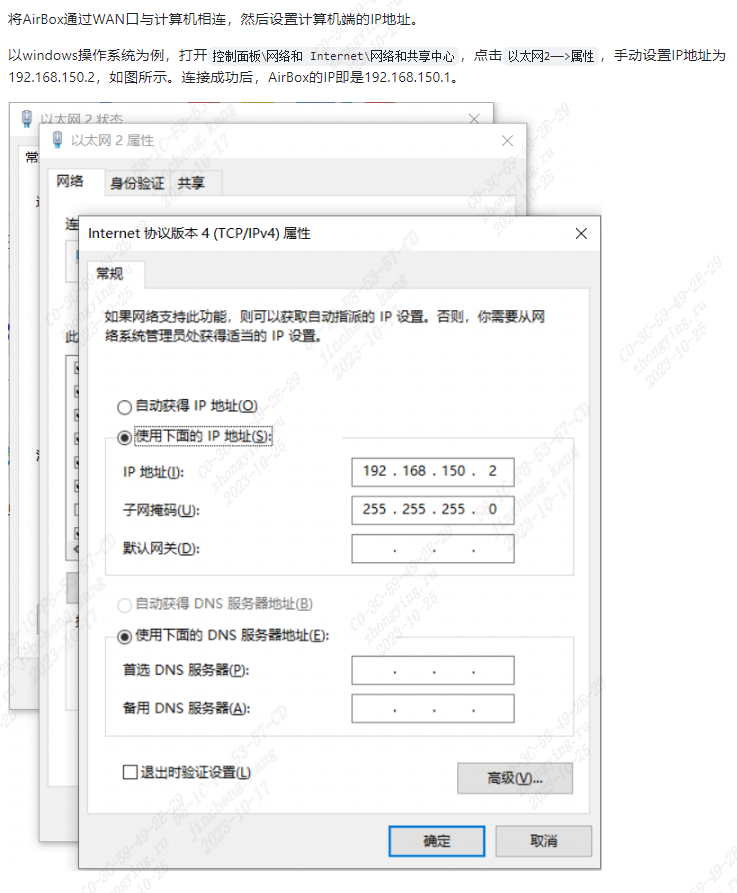 将AirBox通过WAN口与计算机相连，然后设置计算机端的IP地址。
以windows操作系统为例，打开 控制面板\网络和 Internet\网络和共享中心 ，点击 以太网2—>属性 ，手动设置IP地址为
192.168.150.2，如图所示。连接成功后，AirBox的IP即是192.168.150.1。
以太网 2 状态
常
以太网 2 属性
网络 身份验证 共享
连
此
Internet 协议版本 4 (TCP/IPv4) 属性
常规
如果网络支持此功能，则可以获取自动指派的 IP 设置。否则，你需要从网
络系统管理员处获得适当的 IP 设置。
自动获得 IP 地址(O)
使用下面的 IP 地址(S):
IP 地址(I): 192 . 168 . 150 . 2
子网掩码(U): 255 . 255 . 255 . 0
默认网关(D): . . .
自动获得 DNS 服务器地址(B)
使用下面的 DNS 服务器地址(E):
首选 DNS 服务器(P): . . .
备用 DNS 服务器(A): . . .
退出时验证设置(L)
高级(V)...
确定 取消
C0-3C-59-49-2E-29
zhongying.ru
2023-10-25
jincheng.kang
2023-10-17